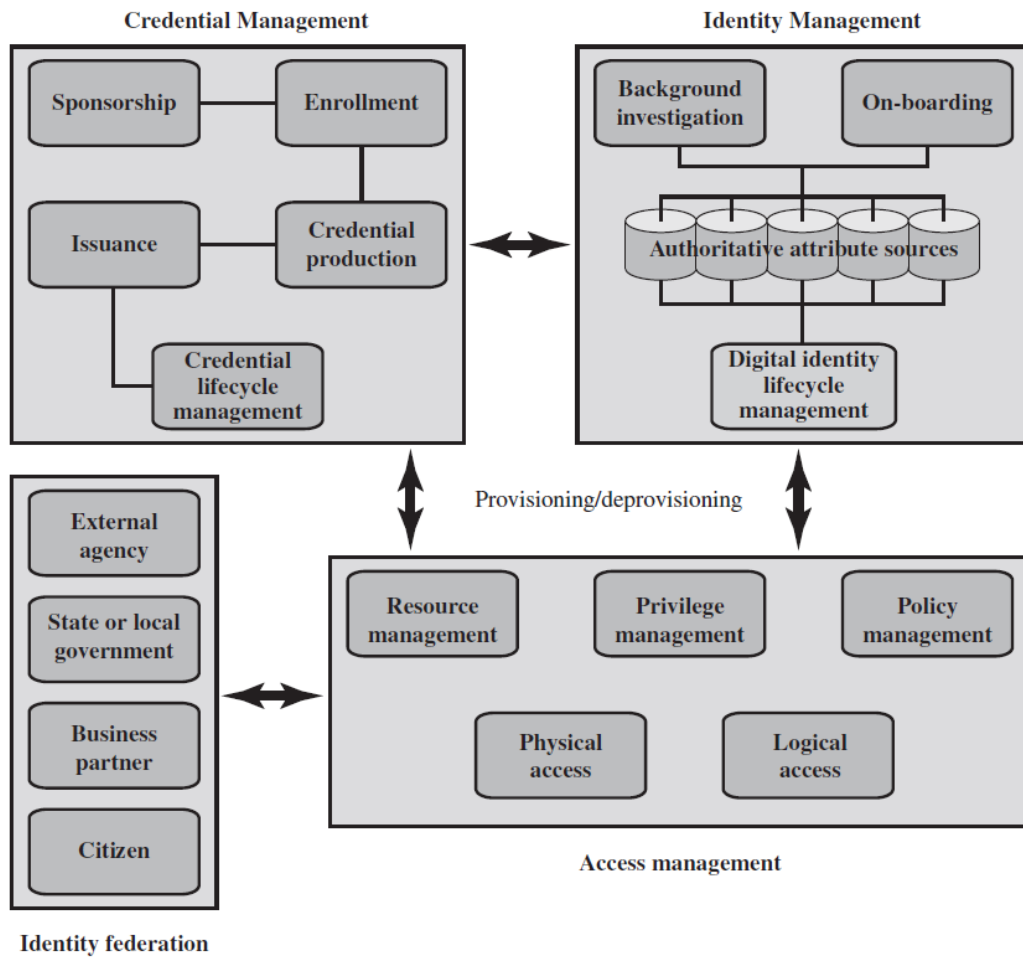 Credential Management
Identity Management
Sponsorship
Enrollment
Issuance
Credential
production
Credential
lifecycle
management
Background
investigation
On-boarding
Authoritative attribute sources
Digital identity
lifecycle
management
Provisioning/deprovisioning
External
agency
State or local
government
Business
partner
Citizen
Identity federation
Resource
management
Privilege
management
Policy
management
Physical
access
Logical
access
Access management